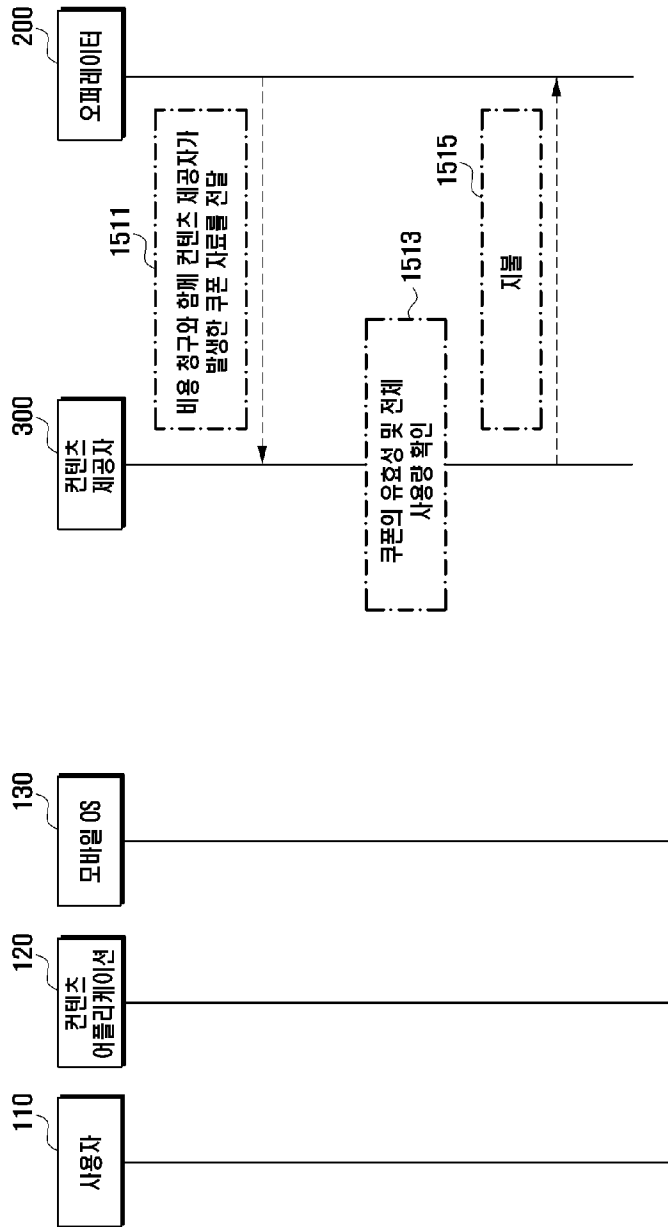 110
사용자
120
컨텐츠
어플리케이션
130
모바일 OS
300
컨텐츠
제공자
200
오퍼레이터
1511
비용 청구와 함께 컨텐츠 제공자가
발생한 쿠폰 자료를 전달
1513
쿠폰의 유효성 및 전체
사용량 확인
1515
지불